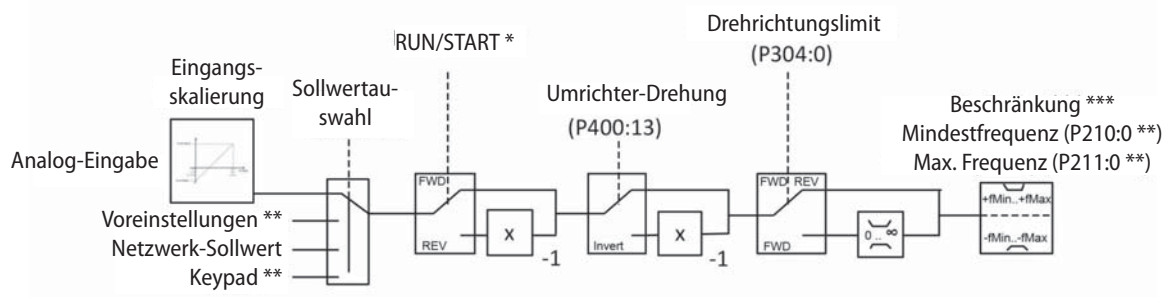 Drehrichtungslimit
(P304:0)
RUN/START *
Eingangs-
skalierung
Sollwertau-
swahl
Umrichter-Drehung
(P400:13)
Beschränkung ***
Mindestfrequenz (P210:0 **)
Max. Frequenz (P211:0 **)
Analog-Eingabe
Voreinstellungen **
Netzwerk-Sollwert
Keypad **
FWD
REV
X
-1
Invert
X
-1
FWD REV
FWD
0 .. ∞
+fMin..+fMax
-fMin..-fMax